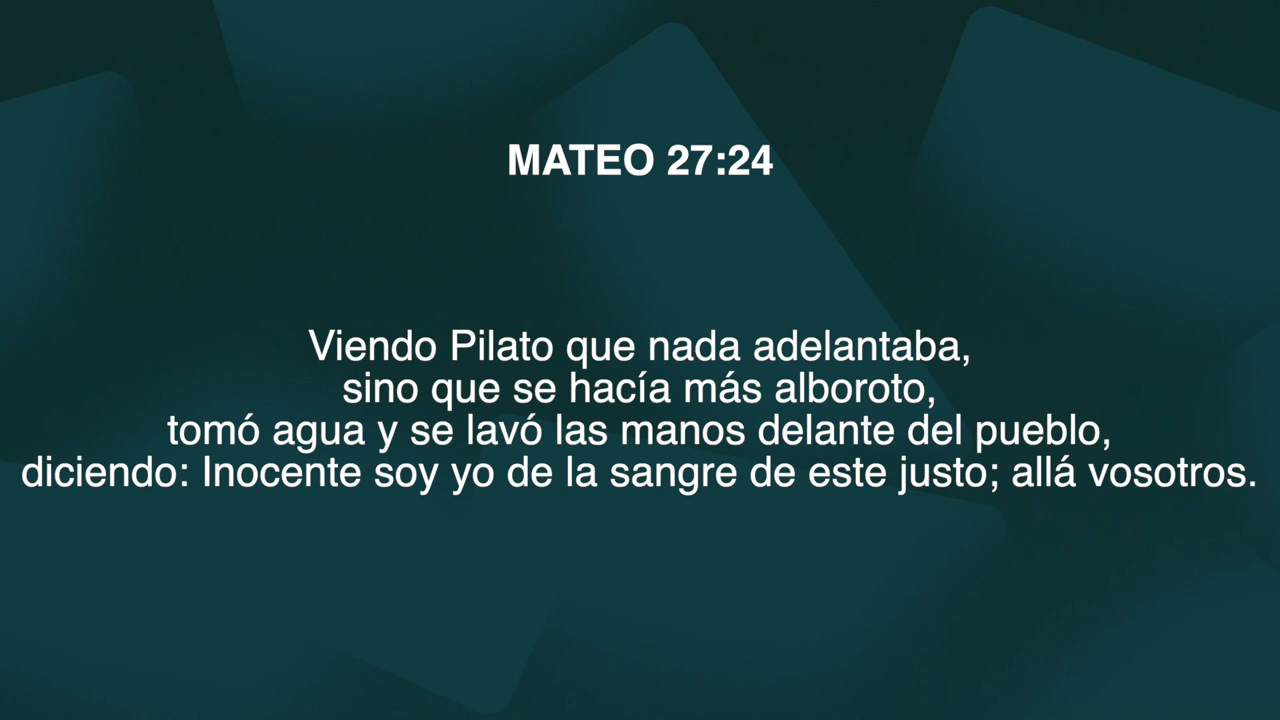 MATEO 27:24
Viendo Pilato que nada adelantaba,
sino que se hacía más alboroto,
tomó agua y se lavó las manos delante del pueblo,
diciendo: Inocente soy yo de la sangre de este justo; allá vosotros.